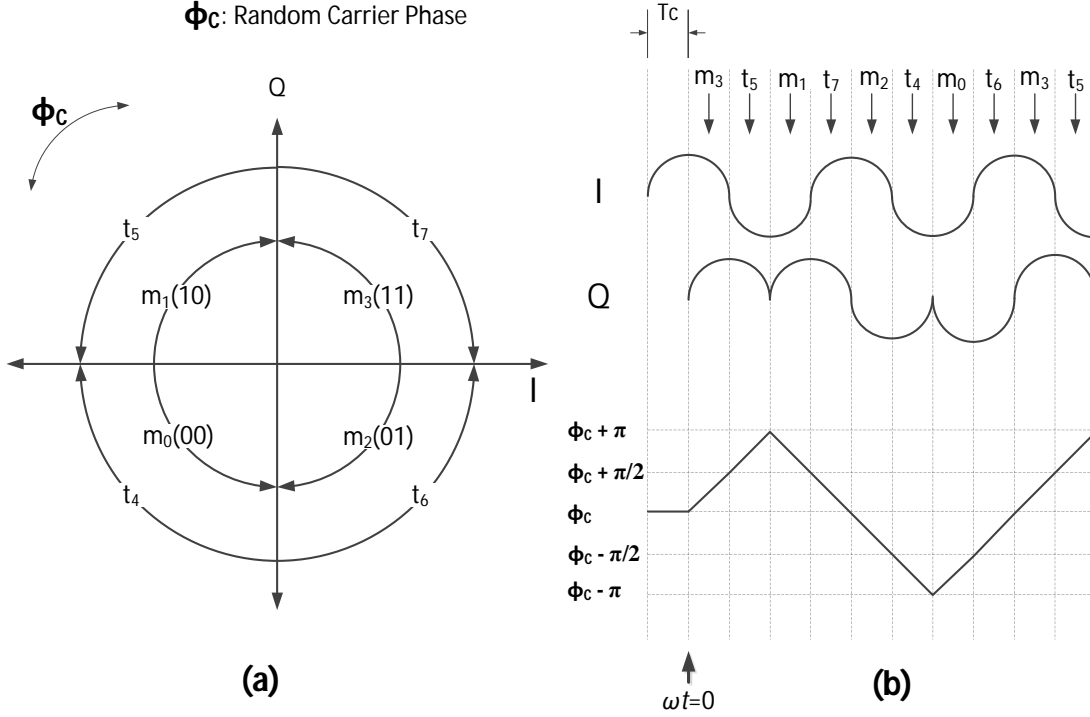 ϕC: Random Carrier Phase
Q
ϕC
t5
t7
m1(10)
m3(11)
I
m0(00)
m2(01)
t4
t6
(a)
Tc
m3 t5 m1 t7 m2 t4 m0 t6 m3 t5
I
Q
ϕC + π
ϕC + π/2
ϕC
ϕC - π/2
ϕC - π
ωt=0
(b)